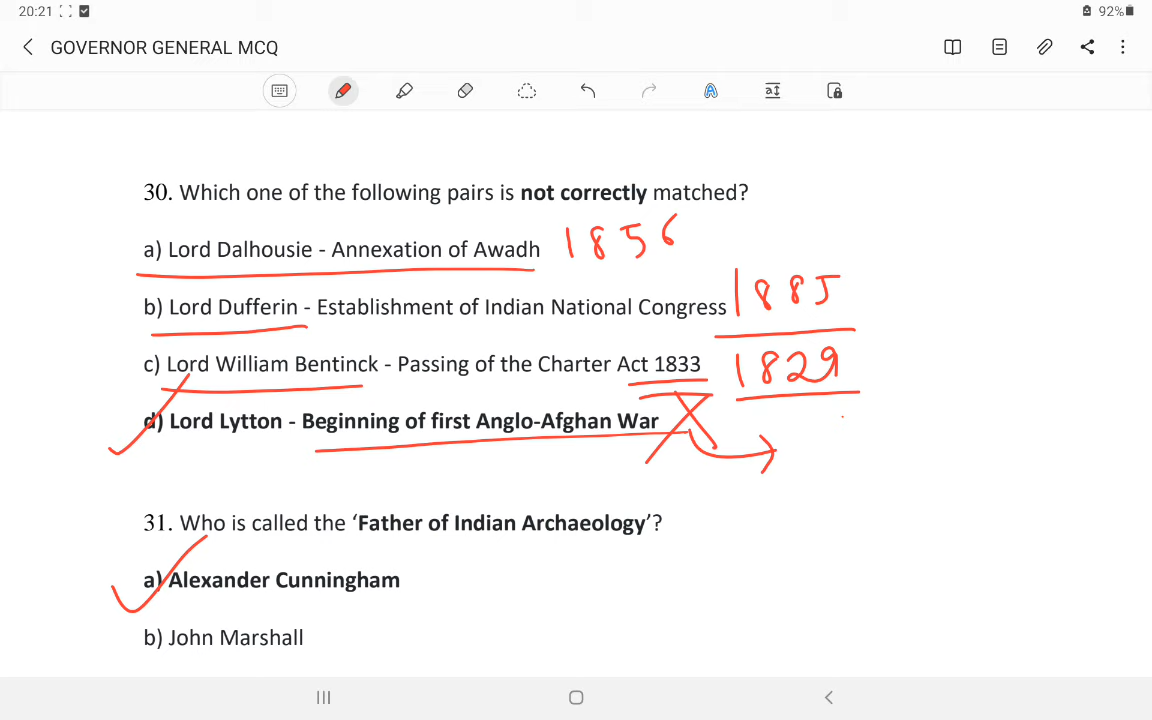 20:21 92%
GOVERNOR GENERAL MCQ
30. Which one of the following pairs is not correctly matched?
a) Lord Dalhousie - Annexation of Awadh 1856
b) Lord Dufferin - Establishment of Indian National Congress 1885
c) Lord William Bentinck - Passing of the Charter Act 1833 1829
d) Lord Lytton - Beginning of first Anglo-Afghan War
31. Who is called the ‘Father of Indian Archaeology’?
a) Alexander Cunningham
b) John Marshall